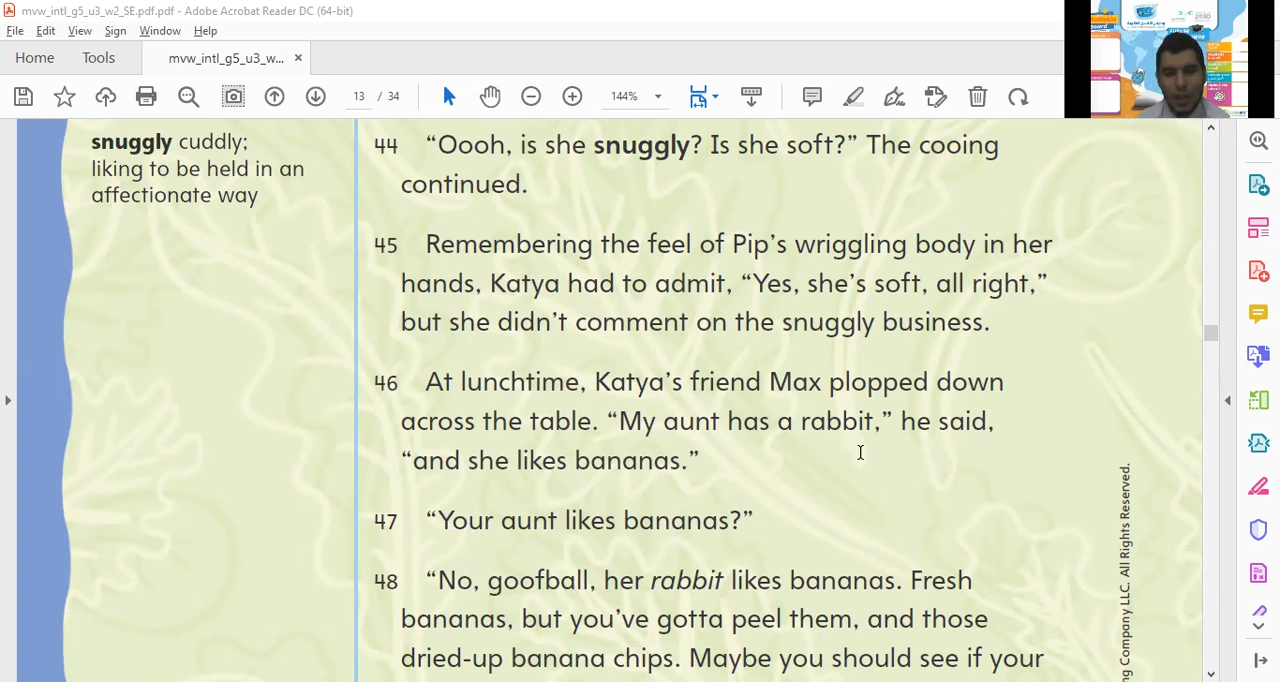 mvw_intl_g5_u3_w2_SE.pdf.pdf - Adobe Acrobat Reader DC (64-bit)
File Edit View Sign Window Help
Home Tools mvw_intl_g5_u3_w... ×
13 / 34 144%
snuggly cuddly;
liking to be held in an
affectionate way
44 “Oooh, is she snuggly? Is she soft?” The cooing
continued.
45 Remembering the feel of Pip’s wriggling body in her
hands, Katya had to admit, “Yes, she’s soft, all right,”
but she didn’t comment on the snuggly business.
46 At lunchtime, Katya’s friend Max plopped down
across the table. “My aunt has a rabbit,” he said,
“and she likes bananas.”
47 “Your aunt likes bananas?”
48 “No, goofball, her rabbit likes bananas. Fresh
bananas, but you’ve gotta peel them, and those
dried-up banana chips. Maybe you should see if your
ng Company LLC. All Rights Reserved.